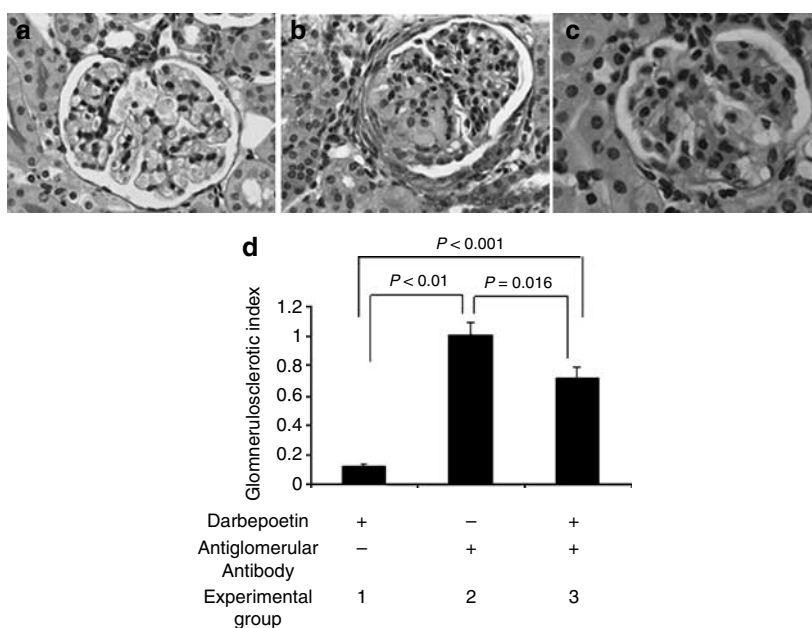 a b c
d
P < 0.001
P < 0.01 P = 0.016
1.2
1
0.8
0.6
0.4
0.2
0
Glomnerulosclerotic index
Darbepoetin + – +
Antiglomerular – + +
Antibody
Experimental 1 2 3
group